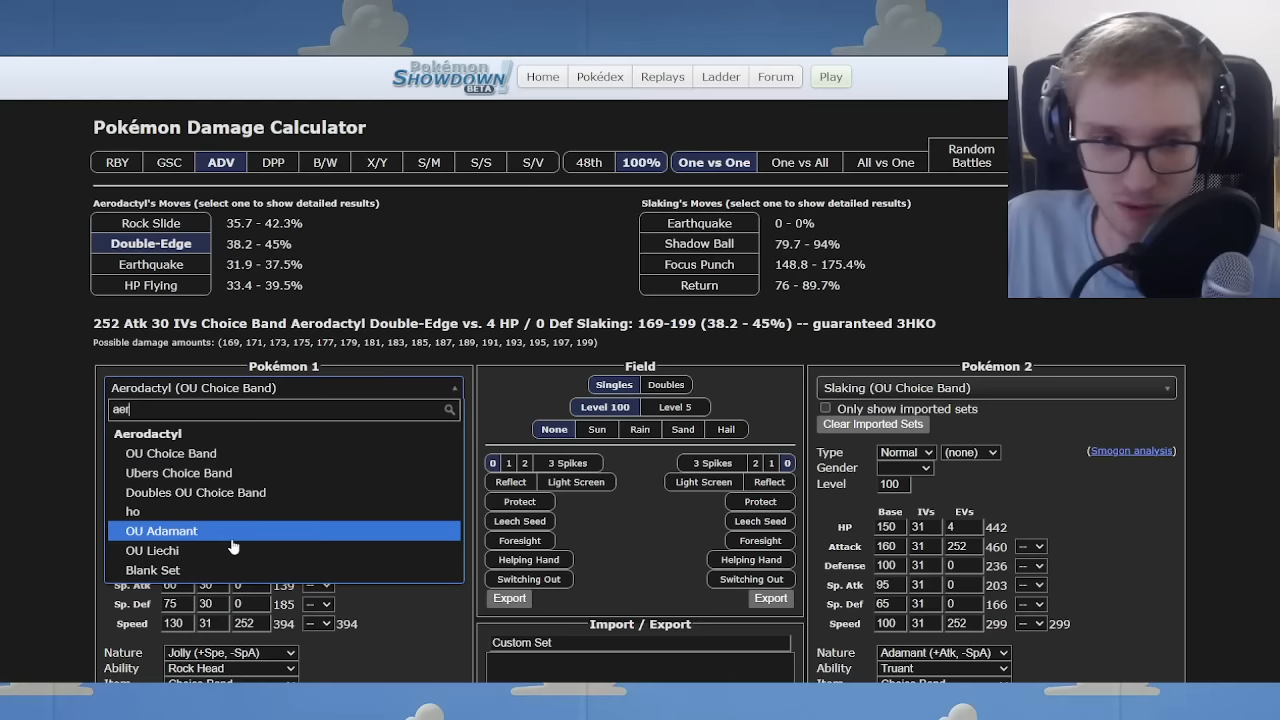 Pokémon
SHOWDOWN!
BETA
Home Pokédex Replays Ladder Forum Play
Pokémon Damage Calculator
RBY GSC ADV DPP B/W X/Y S/M S/S S/V 48th 100% One vs One One vs All All vs One Random Battles
Aerodactyl's Moves (select one to show detailed results) Slaking's Moves (select one to show detailed results)
Rock Slide 35.7 - 42.3% Earthquake 0 - 0%
Double-Edge 38.2 - 45% Shadow Ball 79.7 - 94%
Earthquake 31.9 - 37.5% Focus Punch 148.8 - 175.4%
HP Flying 33.4 - 39.5% Return 76 - 89.7%
252 Atk 30 IVs Choice Band Aerodactyl Double-Edge vs. 4 HP / 0 Def Slaking: 169-199 (38.2 - 45%) -- guaranteed 3HKO
Possible damage amounts: (169, 171, 173, 175, 177, 179, 181, 183, 185, 187, 189, 191, 193, 195, 197, 199)
Pokémon 1 Field Pokémon 2
Aerodactyl (OU Choice Band) Singles Doubles Slaking (OU Choice Band)
aer Level 100 Level 5 Only show imported sets
Clear Imported Sets
Aerodactyl None Sun Rain Sand Hail
OU Choice Band Type Normal (none) (Smogon analysis)
Ubers Choice Band 0 1 2 3 Spikes 3 Spikes 2 1 0 Gender
Doubles OU Choice Band Reflect Light Screen Light Screen Reflect Level 100
ho Protect Protect Base IVs EVs
OU Adamant Leech Seed Leech Seed HP 150 31 4 442
OU Liechi Foresight Foresight Attack 160 31 252 460 --
Blank Set Helping Hand Helping Hand Defense 100 31 0 236 --
Sp. Atk 60 30 0 139 -- Switching Out Switching Out Sp. Atk 95 31 0 203 --
Sp. Def 75 30 0 185 -- Export Export Sp. Def 65 31 0 166 --
Speed 130 31 252 394 -- 394 Import / Export Speed 100 31 252 299 -- 299
Custom Set
Nature Jolly (+Spe, -SpA) Nature Adamant (+Atk, -SpA)
Ability Rock Head Ability Truant
Item Choice Band Item Choice Band